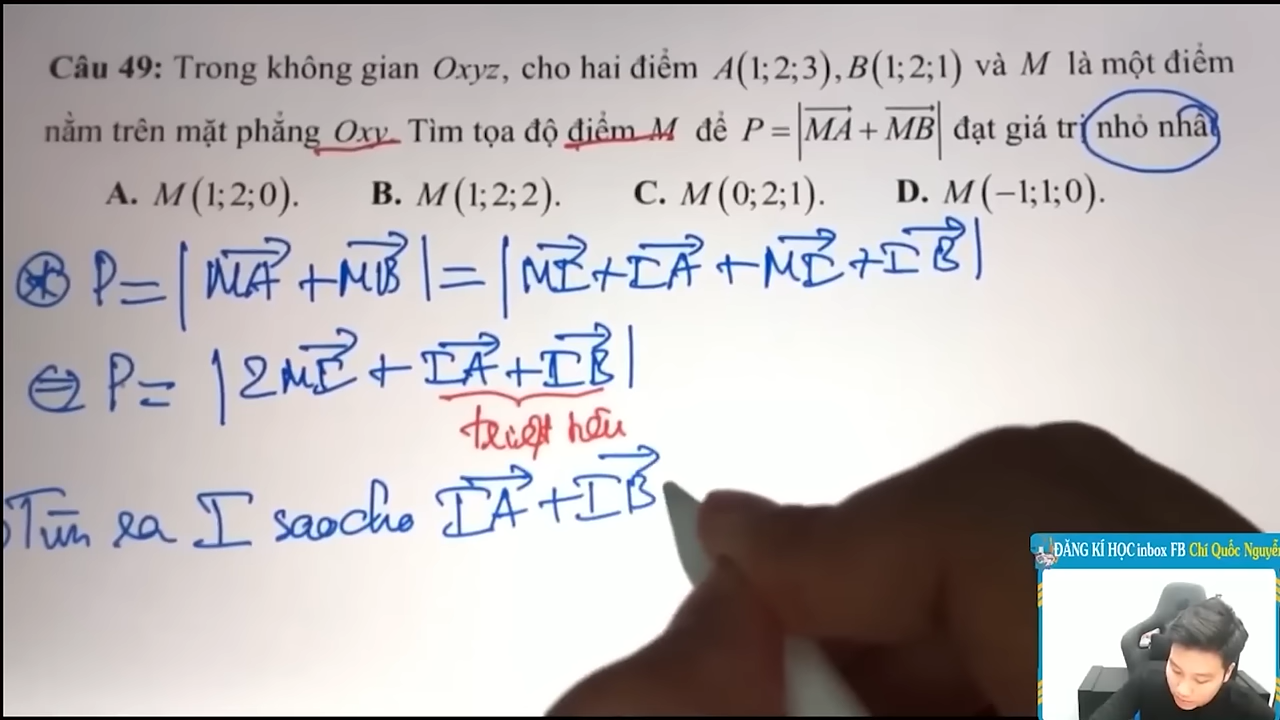 Câu 49: Trong không gian Oxyz, cho hai điểm A(1;2;3), B(1;2;1) và M là một điểm
nằm trên mặt phẳng Oxy. Tìm tọa độ điểm M để P = |MA + MB| đạt giá trị nhỏ nhất
A. M(1;2;0). B. M(1;2;2). C. M(0;2;1). D. M(−1;1;0).
P = |MA + MB| = |MI + IA + MI + IB|
⇔ P = |2MI + IA + IB|
triệt tiêu
Tìm ra I sao cho IA + IB
ĐĂNG KÍ HỌC inbox FB Chí Quốc Nguyễn